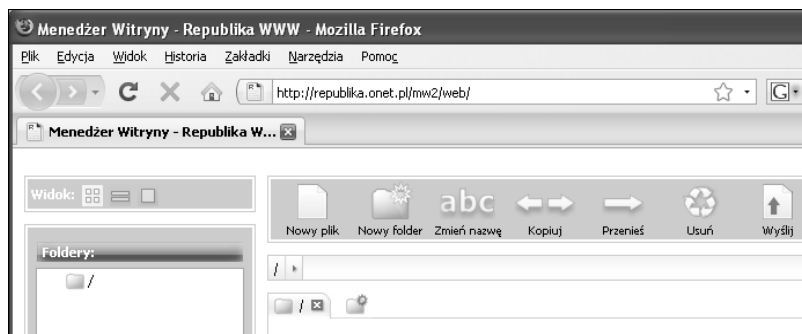 Menedżer Witryny - Republika WWW - Mozilla Firefox
Plik Edycja Widok Historia Zakładki Narzędzia Pomoc
http://republika.onet.pl/mw2/web/ G
Menedżer Witryny - Republika W...
Widok:
abc
Nowy plik Nowy folder Zmień nazwę Kopiuj Przenieś Usuń Wyślij
Foldery:
/
/
/